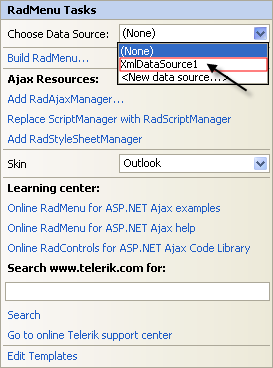 RadMenu Tasks
Choose Data Source: (None)
(None)
XmlDataSource1
<New data source...>
Build RadMenu...
Ajax Resources:
Add RadAjaxManager...
Replace ScriptManager with RadScriptManager
Add RadStyleSheetManager
Skin Outlook
Learning center:
Online RadMenu for ASP.NET Ajax examples
Online RadMenu for ASP.NET Ajax help
Online RadControls for ASP.NET Ajax Code Library
Search www.telerik.com for:
Search
Go to online Telerik support center
Edit Templates